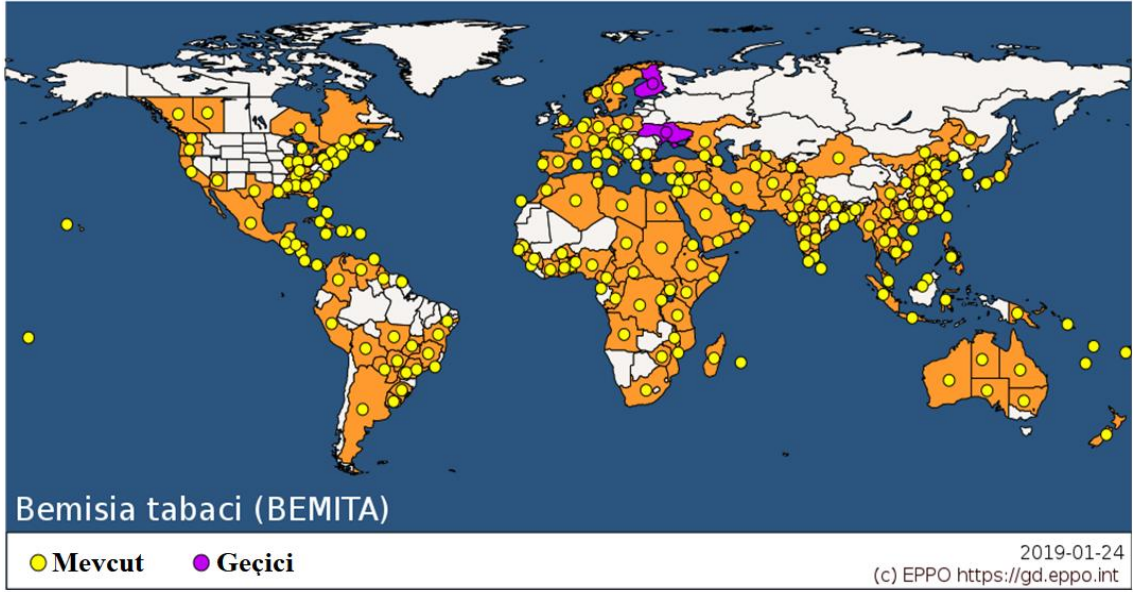 Bemisia tabaci (BEMITA)
Mevcut
Geçici
2019-01-24
(c) EPPO https://gd.eppo.int